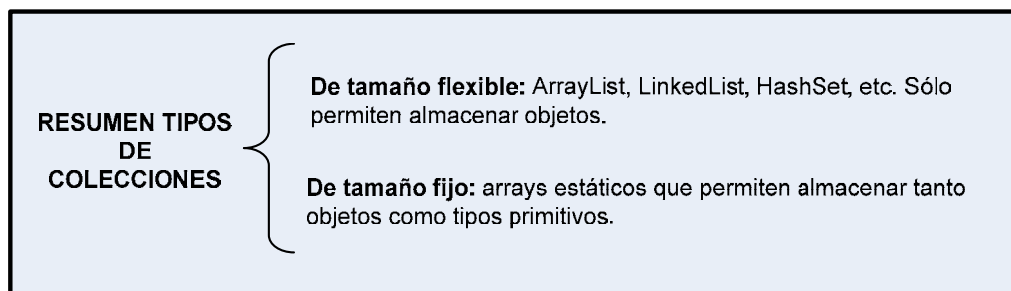 RESUMEN TIPOS
DE
COLECCIONES
De tamaño flexible: ArrayList, LinkedList, HashSet, etc. Sólo
permiten almacenar objetos.
De tamaño fijo: arrays estáticos que permiten almacenar tanto
objetos como tipos primitivos.